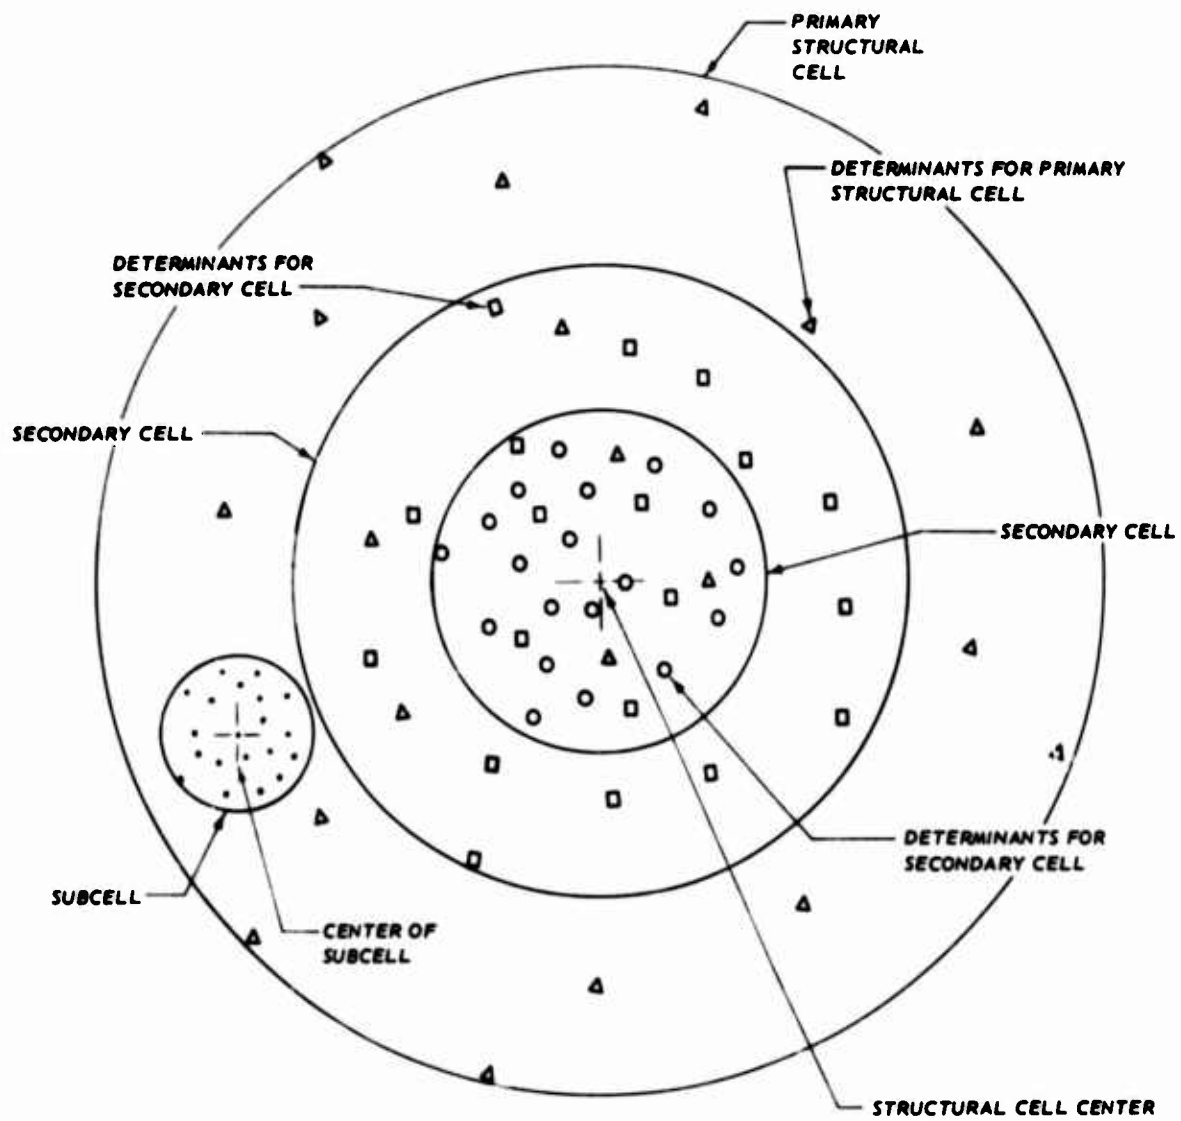 PRIMARY
STRUCTURAL
CELL
DETERMINANTS FOR PRIMARY
STRUCTURAL CELL
DETERMINANTS FOR
SECONDARY CELL
SECONDARY CELL
SECONDARY CELL
DETERMINANTS FOR
SECONDARY CELL
SUBCELL
CENTER OF
SUBCELL
STRUCTURAL CELL CENTER